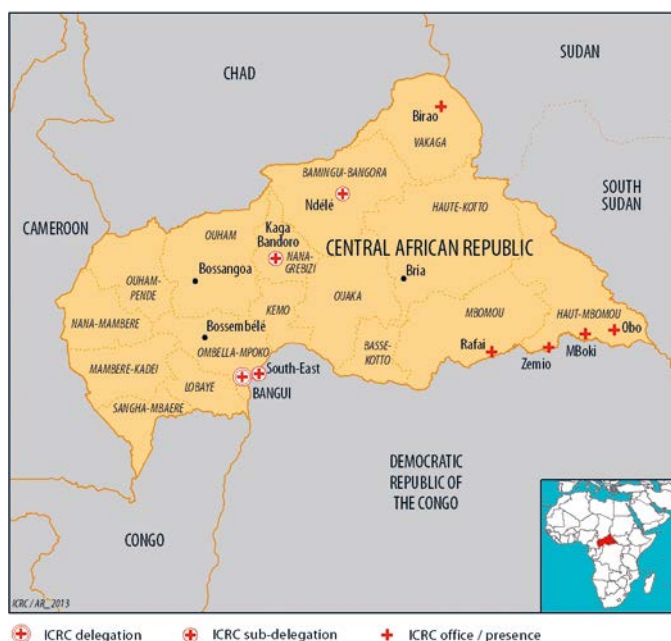 SUDAN
CHAD
Birao
VAKAGA
BAMINGUI-BANGORA
Ndélé
SOUTH
SUDAN
HAUTE-KOTTO
CAMEROON
OUHAM
Kaga
Bandoro
NANA-
GREBIZI
CENTRAL AFRICAN REPUBLIC
Bossangoa
Bria
OUHAM-
PENDE
OUAKA
KEMO
MBOMOU
HAUT-MBOMOU
NANA-MAMBERE
Bossembélé
Obo
OMBELLA-MPOKO
BASSE-
KOTTO
Rafai
MBoki
Zemio
MAMBERE-KADEI
South-East
LOBAYE
BANGUI
SANGHA-MBAERE
DEMOCRATIC
REPUBLIC OF
THE CONGO
CONGO
ICRC / AR_2013
ICRC delegation
ICRC sub-delegation
ICRC office / presence